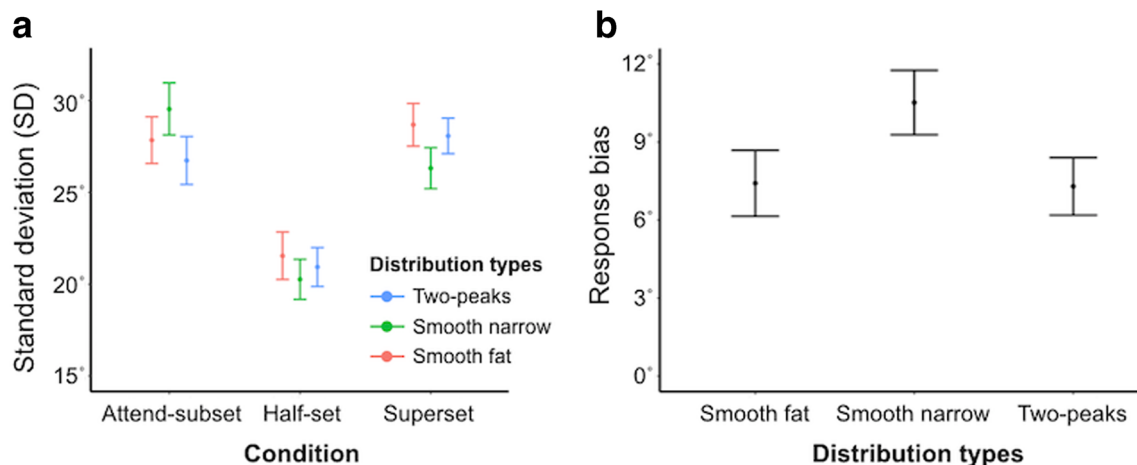 a
Standard deviation (SD)
30˚
25˚
20˚
15˚
Distribution types
Two-peaks
Smooth narrow
Smooth fat
Attend-subset Half-set Superset
Condition
b
Response bias
12˚
9˚
6˚
3˚
0˚
Smooth fat Smooth narrow Two-peaks
Distribution types